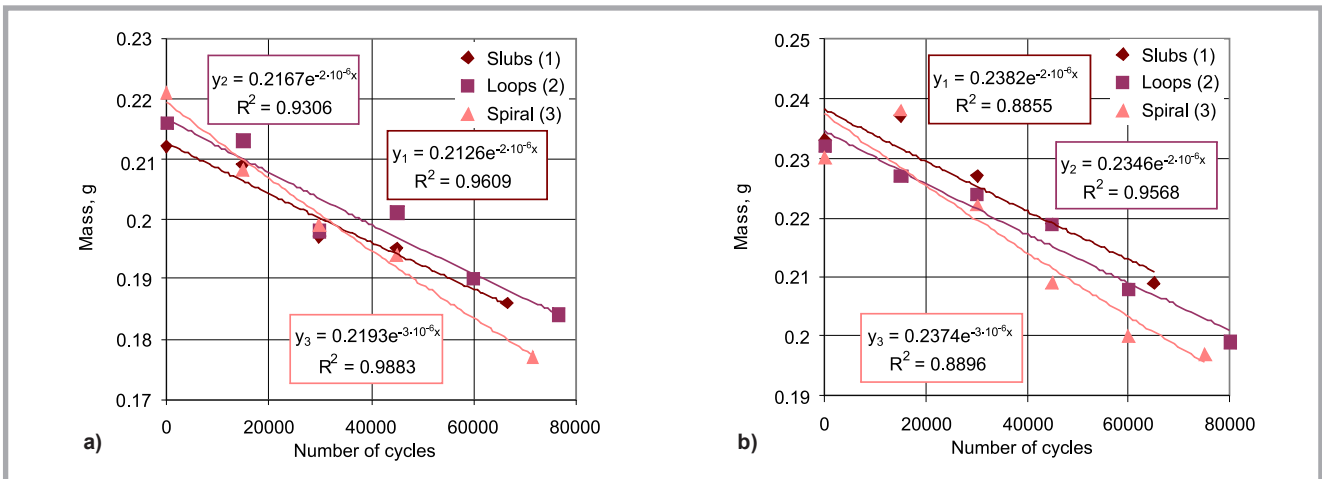 0.23
0.22
0.21
0.2
0.19
0.18
0.17
Mass, g
y₂ = 0.2167e⁻²·¹⁰⁻⁶ˣ
R² = 0.9306
Slubs (1)
Loops (2)
Spiral (3)
y₁ = 0.2126e⁻²·¹⁰⁻⁶ˣ
R² = 0.9609
y₃ = 0.2193e⁻³·¹⁰⁻⁶ˣ
R² = 0.9883
0 20000 40000 60000 80000
Number of cycles
a)
0.25
0.24
0.23
0.22
0.21
0.2
0.19
Mass, g
y₁ = 0.2382e⁻²·¹⁰⁻⁶ˣ
R² = 0.8855
Slubs (1)
Loops (2)
Spiral (3)
y₂ = 0.2346e⁻²·¹⁰⁻⁶ˣ
R² = 0.9568
y₃ = 0.2374e⁻³·¹⁰⁻⁶ˣ
R² = 0.8896
0 20000 40000 60000 80000
Number of cycles
b)